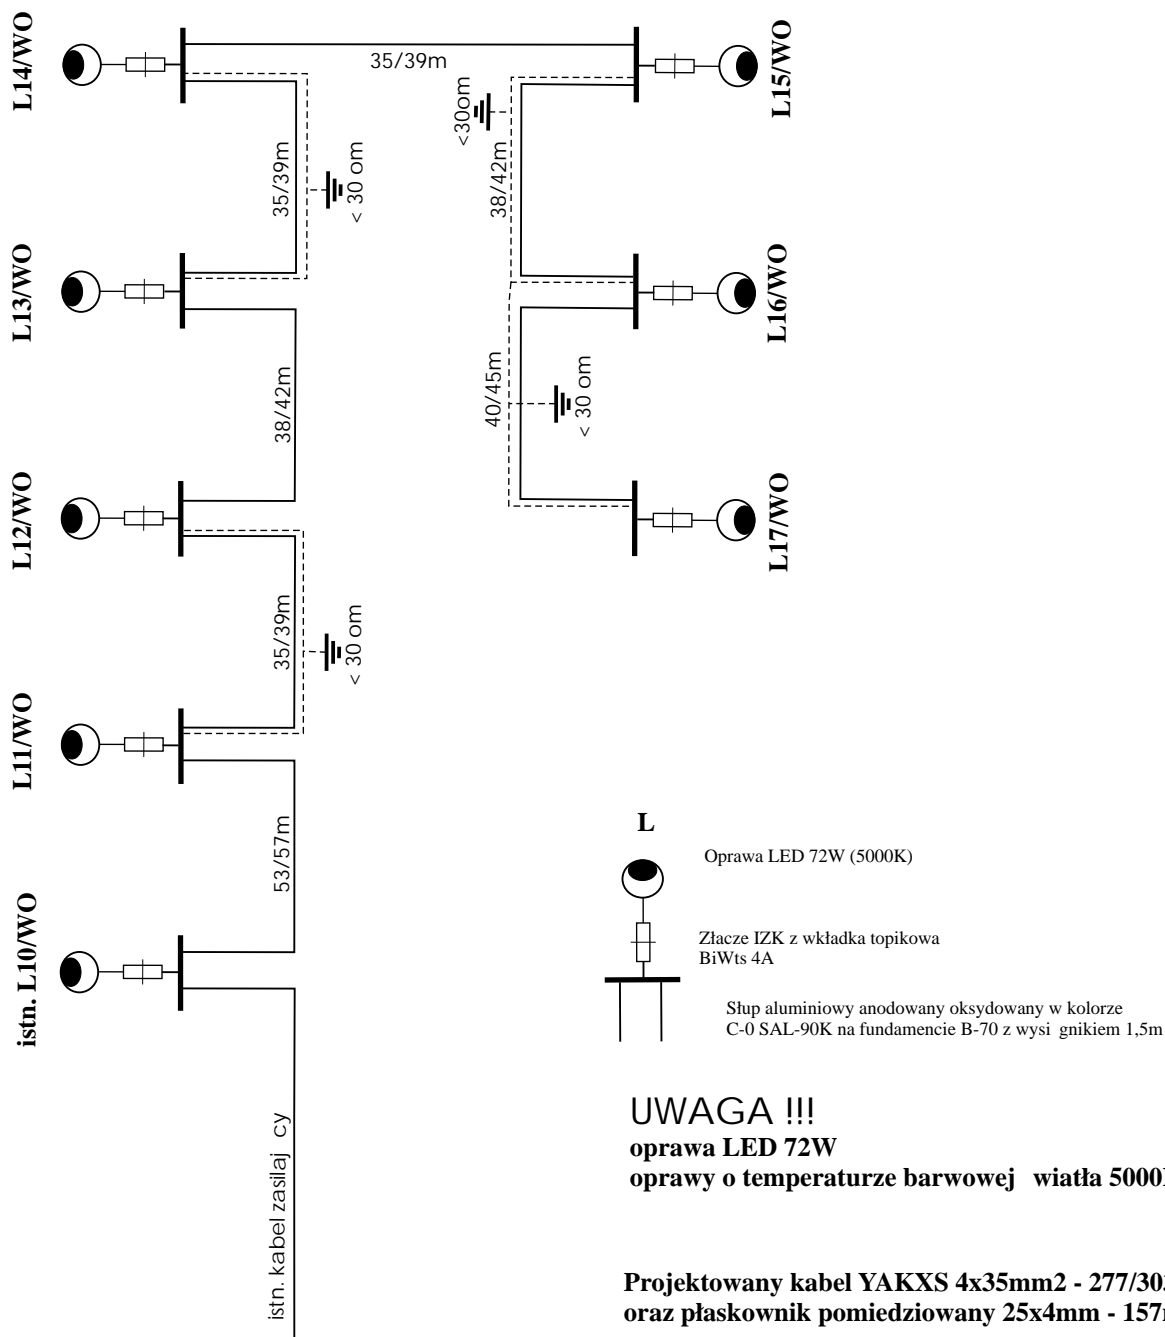 L14/WO
35/39m
L15/WO
<30om
35/39m
< 30 om
38/42m
L13/WO
L16/WO
38/42m
40/45m
< 30 om
L12/WO
L17/WO
35/39m
< 30 om
L11/WO
53/57m
istn. L10/WO
istn. kabel zasilaj cy
L
Oprawa LED 72W (5000K)
Złacze IZK z wkładka topikowa
BiWts 4A
Słup aluminiowy anodowany oksydowany w kolorze
C-0 SAL-90K na fundamencie B-70 z wysi gnikiem 1,5m
UWAGA !!!
oprawa LED 72W
oprawy o temperaturze barwowej wiatła 5000
Projektowany kabel YAKXS 4x35mm2 - 277/303
oraz płaskownik pomiedziowany 25x4mm - 157